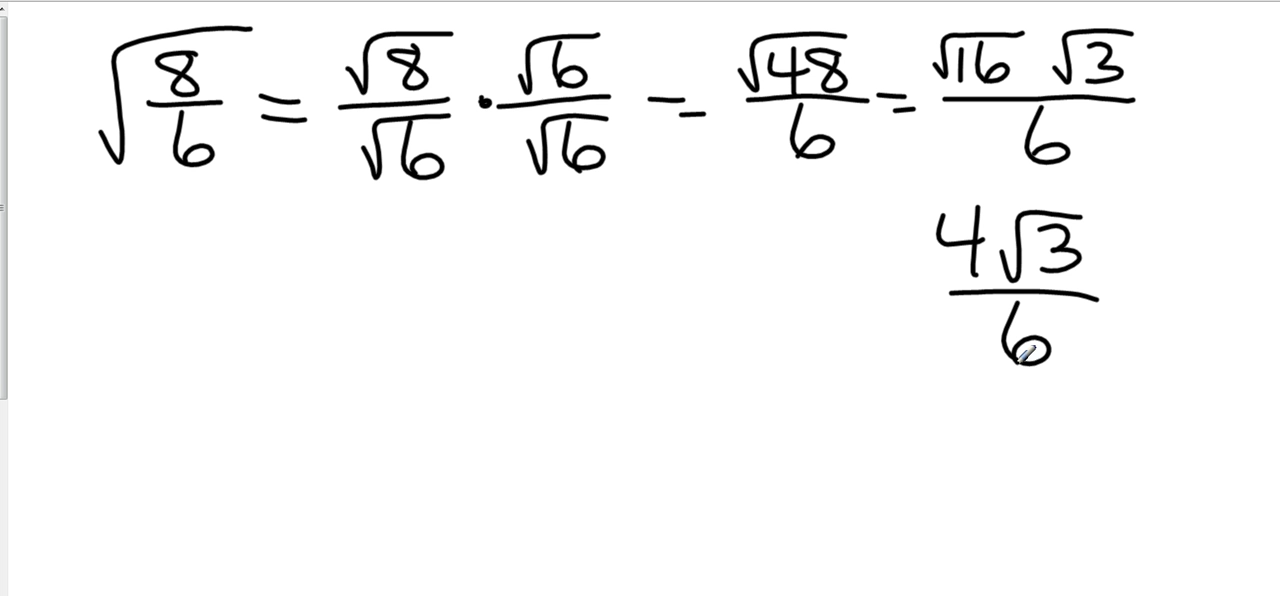 √(8/6) = √8/√6 · √6/√6 = √48/6 = √16 √3/6
4√3/6